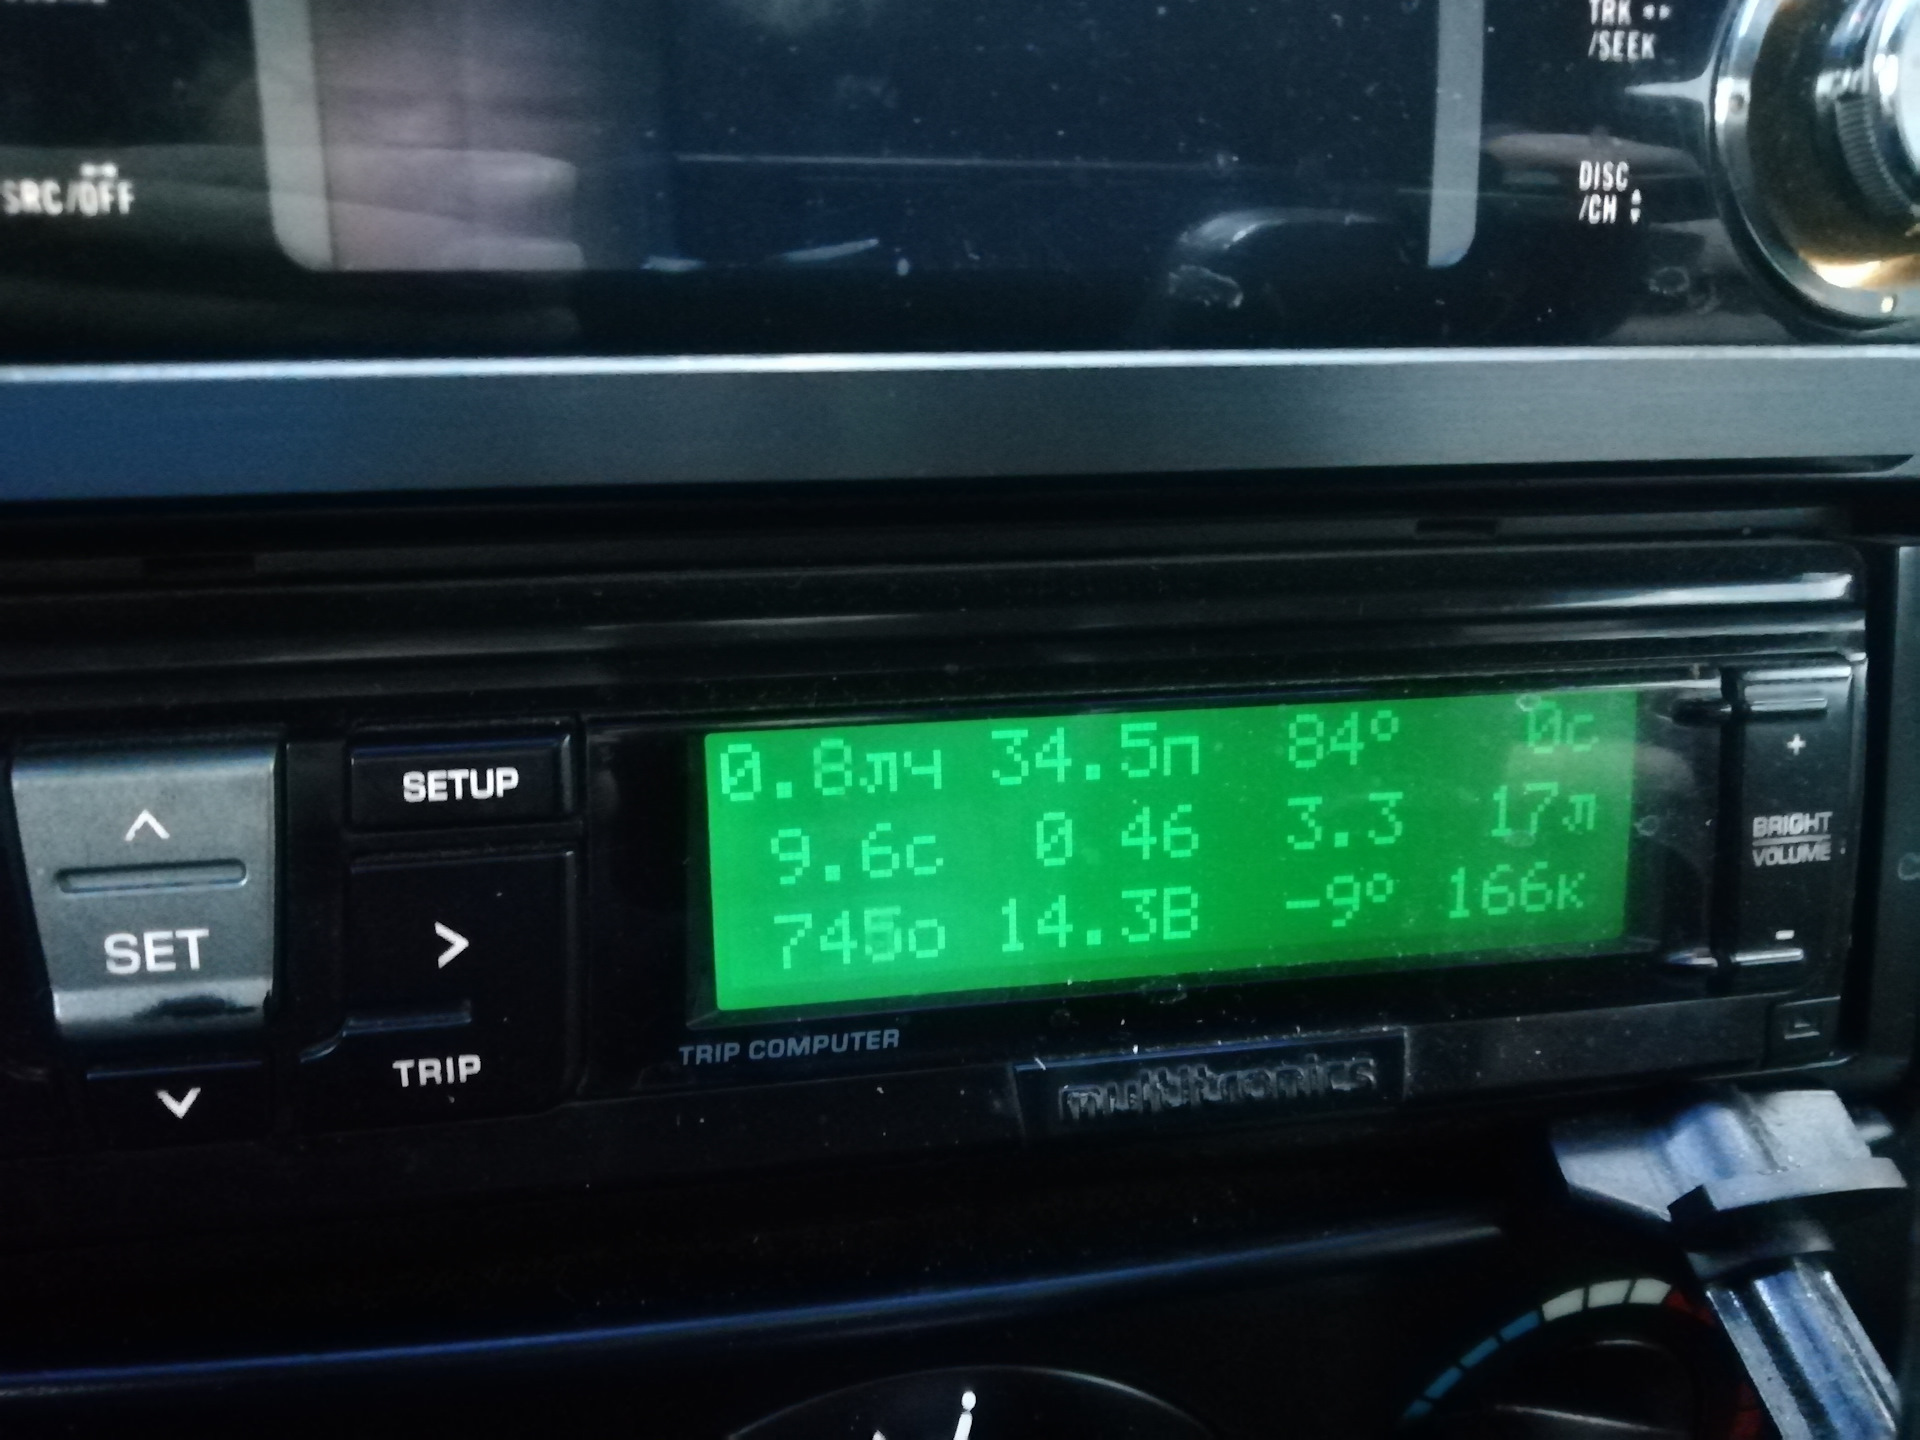 TRK
/SEEK
SRC/OFF
DISC
/CH
SETUP
SET
TRIP
0.8лч 34.5п 84° 0с
9.6с 0 46 3.3 17л
745о 14.3В -9° 166к
+
BRIGHT
VOLUME
-
TRIP COMPUTER
multitronics